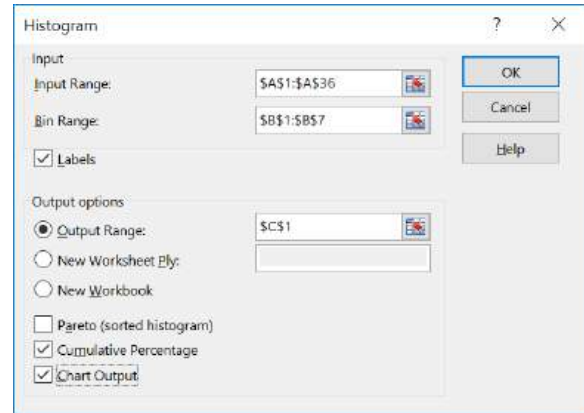 Histogram ? ×
Input
Input Range: $A$1:$A$36
Bin Range: $B$1:$B$7
Labels
OK
Cancel
Help
Output options
Output Range: $C$1
New Worksheet Ply:
New Workbook
Pareto (sorted histogram)
Cumulative Percentage
Chart Output